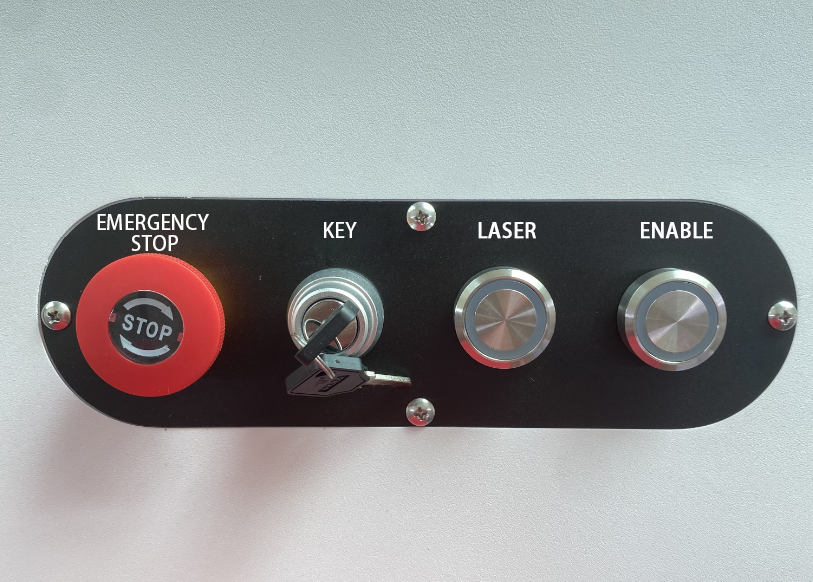 EMERGENCY
STOP
KEY
LASER
ENABLE
STOP